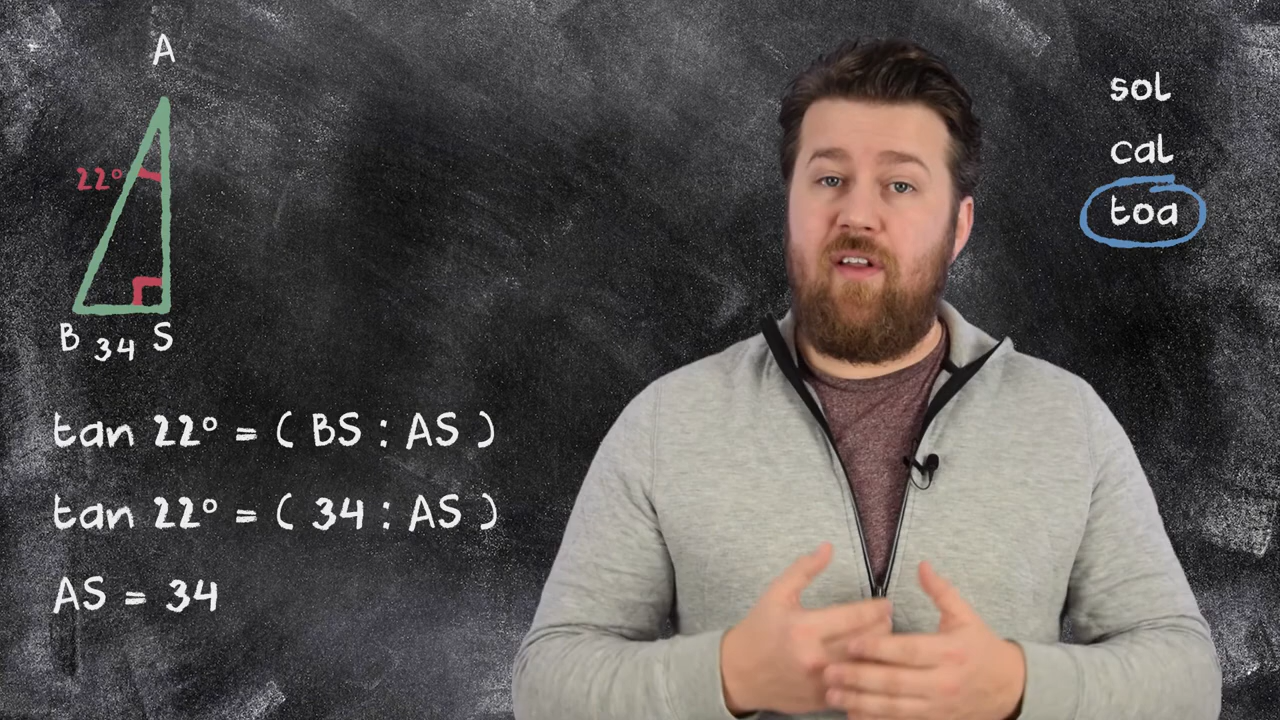 A
22°
B 34 S
tan 22° = ( BS : AS )
tan 22° = ( 34 : AS )
AS = 34
sol
cal
toa